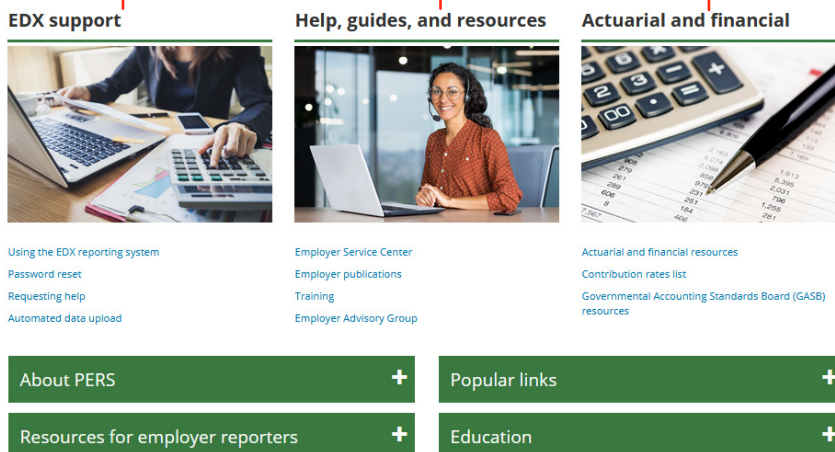 EDX support
Help, guides, and resources
Actuarial and financial
Using the EDX reporting system
Password reset
Requesting help
Automated data upload
Employer Service Center
Employer publications
Training
Employer Advisory Group
Actuarial and financial resources
Contribution rates list
Governmental Accounting Standards Board (GASB)
resources
About PERS
Popular links
Resources for employer reporters
Education